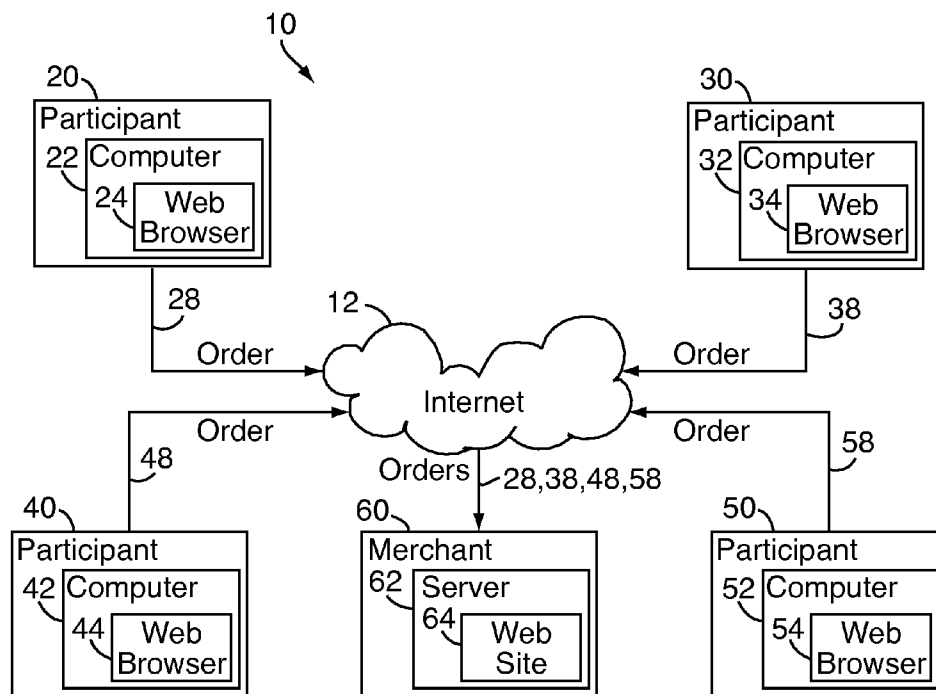 10
20
Participant
22
Computer
24
Web
Browser
30
Participant
32
Computer
34
Web
Browser
28
Order
12
38
Order
Internet
48
Order
58
Order
Orders
28,38,48,58
40
Participant
42
Computer
44
Web
Browser
60
Merchant
62
Server
64
Web
Site
50
Participant
52
Computer
54
Web
Browser